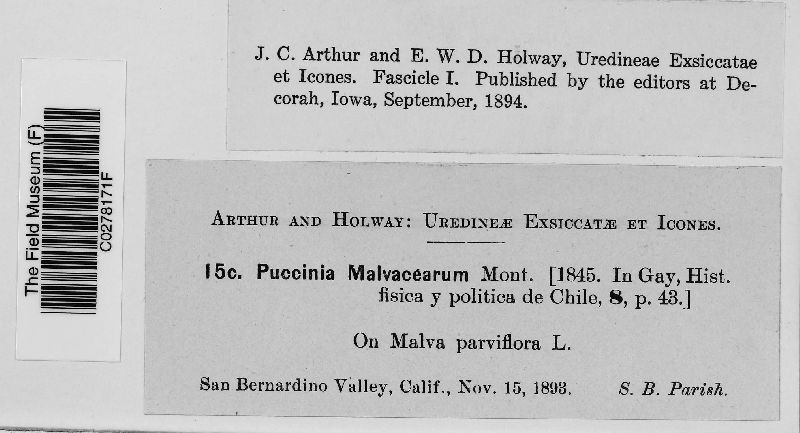 J. C. Arthur and E. W. D. Holway, Uredineae Exsiccatae
et Icones. Fascicle I. Published by the editors at De-
corah, Iowa, September, 1894.
The Field Museum (F)
C0278171F
ARTHUR AND HOLWAY: UREDINEÆ EXSICCATÆ ET ICONES.
15c. Puccinia Malvacearum Mont. [1845. In Gay, Hist.
fisica y politica de Chile, 8, p. 43.]
On Malva parviflora L.
San Bernardino Valley, Calif., Nov. 15, 1893. S. B. Parish.